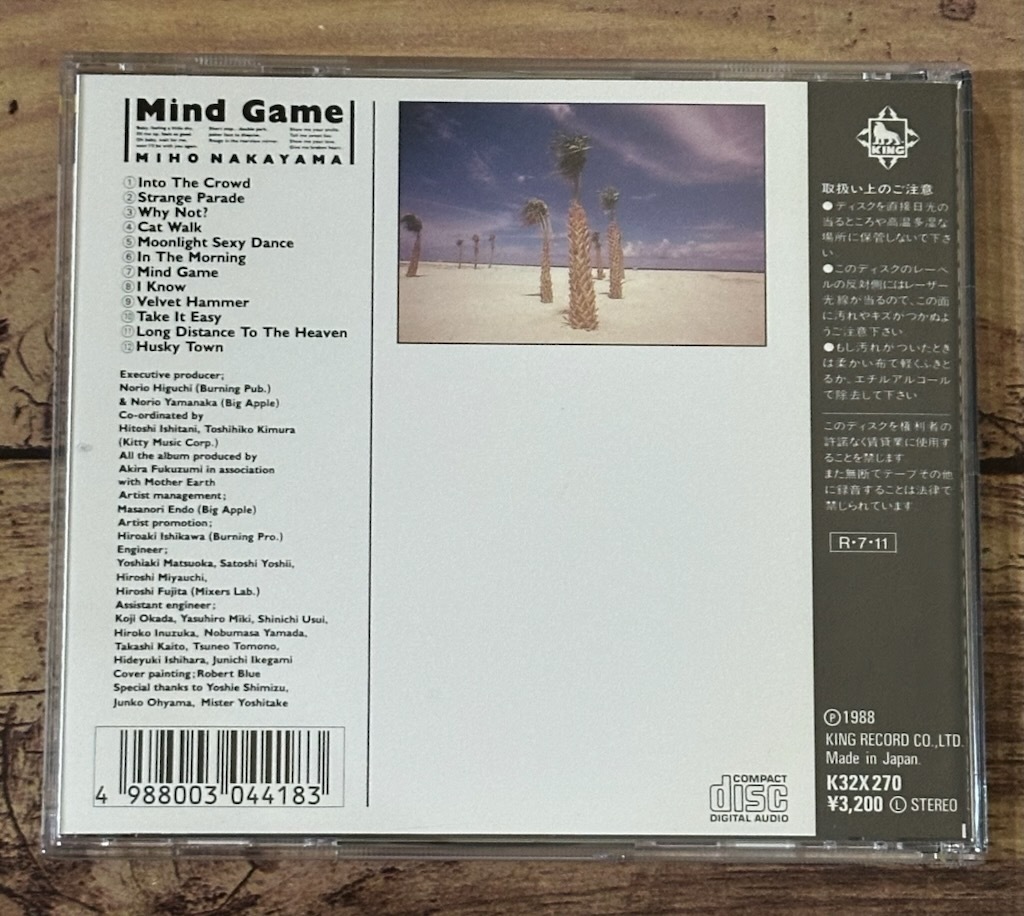 Mind Game
MIHO NAKAYAMA
①Into The Crowd
②Strange Parade
③Why Not?
④Cat Walk
⑤Moonlight Sexy Dance
⑥In The Morning
⑦Mind Game
⑧I Know
⑨Velvet Hammer
⑩Take It Easy
⑪Long Distance To The Heaven
⑫Husky Town
Executive producer;
Norio Higuchi (Burning Pub.)
& Norio Yamanaka (Big Apple)
Co-ordinated by
Hitoshi Ishitani, Toshihiko Kimura
(Kitty Music Corp.)
All the album produced by
Akira Fukuzumi in association
with Mother Earth
Artist management;
Masanori Endo (Big Apple)
Artist promotion;
Hiroaki Ishikawa (Burning Pro.)
Engineer;
Yoshiaki Matsuoka, Satoshi Yoshii,
Hiroshi Miyauchi,
Hiroshi Fujita (Mixers Lab.)
Assistant engineer;
Koji Okada, Yasuhiro Miki, Shinichi Usui,
Hiroko Inuzuka, Nobumasa Yamada,
Takashi Kaito, Tsuneo Tomono,
Hideyuki Ishihara, Junichi Ikegami
Cover painting;Robert Blue
Special thanks to Yoshie Shimizu,
Junko Ohyama, Mister Yoshitake
4 988003 044183
COMPACT
disc
DIGITAL AUDIO
KING
取扱い上のご注意
●ディスクを直接日光の
当るところや高温多湿な
場所に保管しないで下さ
い
●このディスクのレーベ
ルの反対側にはレーザー
光線が当るので、この面
に汚れやキズがつかぬよ
うご注意下さい
●もし汚れがついたとき
は柔かい布で軽くふきと
るか、エチルアルコール
で除去して下さい
このディスクを権利者の
許諾なく賃貸業に使用す
ることを禁じます
また無断でテープその他
に録音することは法律で
禁じられています
R・7・11
Ⓟ1988
KING RECORD CO.,LTD.
Made in Japan.
K32X270
¥3,200 Ⓛ STEREO